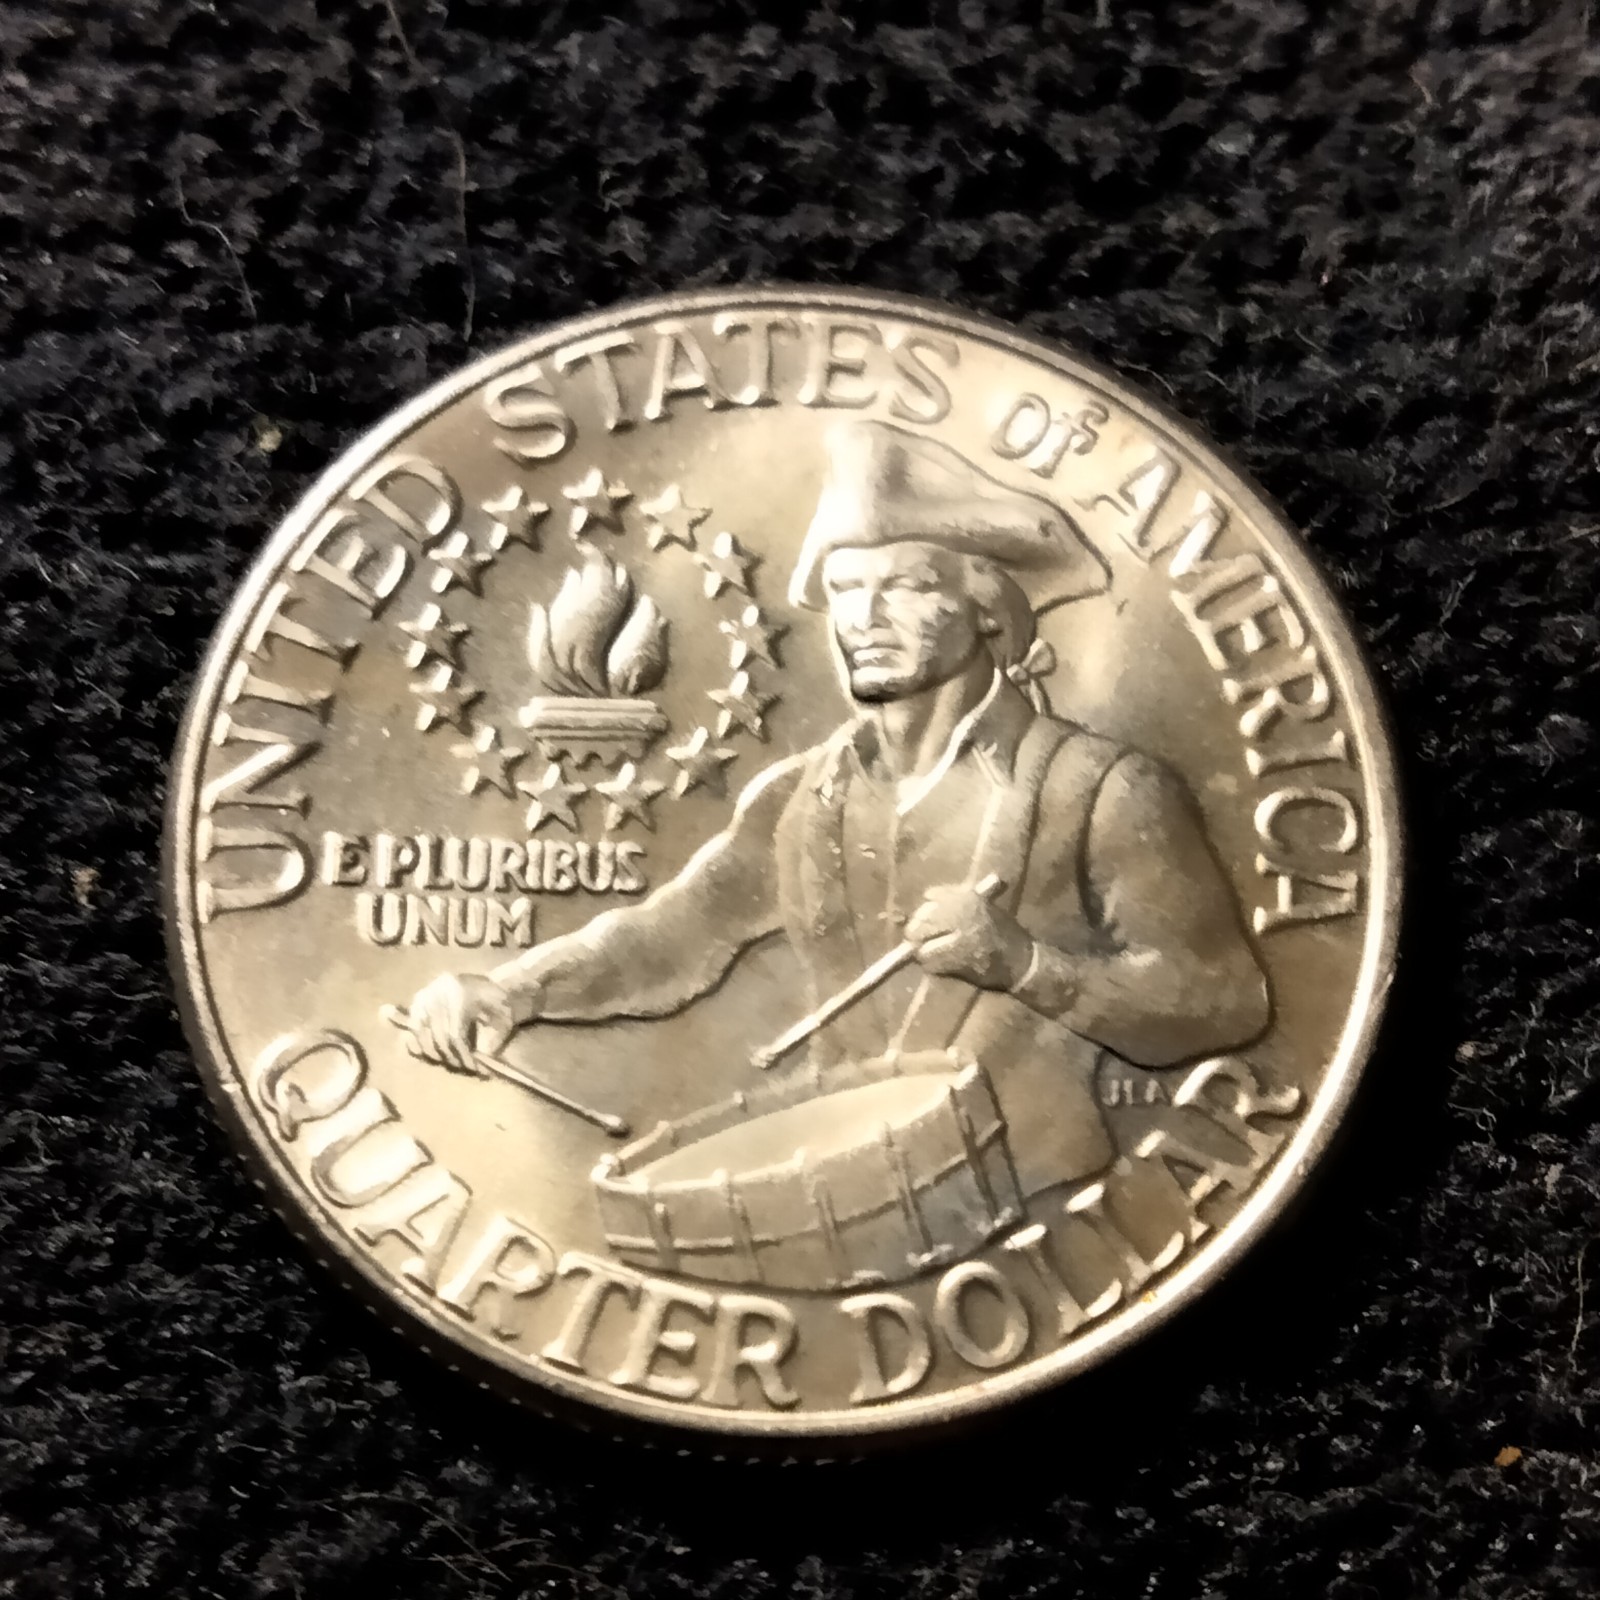 UNITED STATES of AMERICA
E PLURIBUS
UNUM
JLA
QUARTER DOLLAR